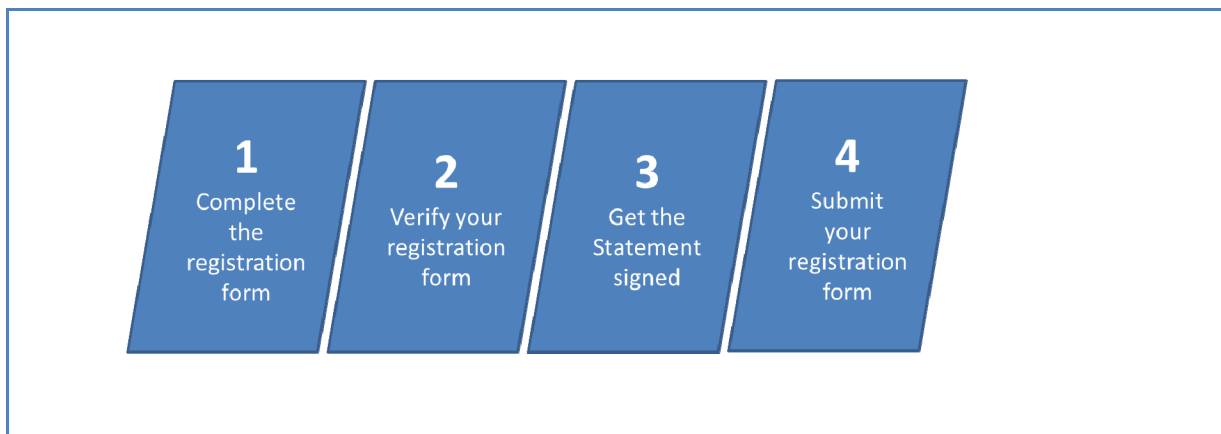 1
Complete
the
registration
form
2
Verify your
registration
form
3
Get the
Statement
signed
4
Submit
your
registration
form